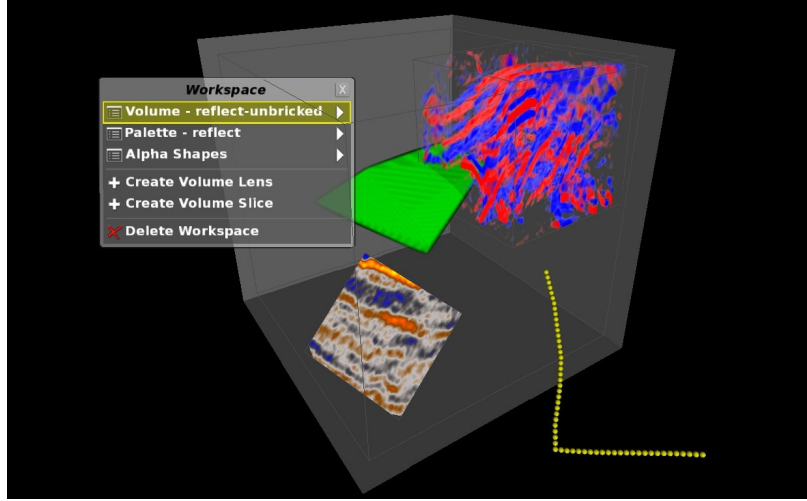 Workspace X
Volume - reflect-unbricked
Palette - reflect
Alpha Shapes
Create Volume Lens
Create Volume Slice
Delete Workspace